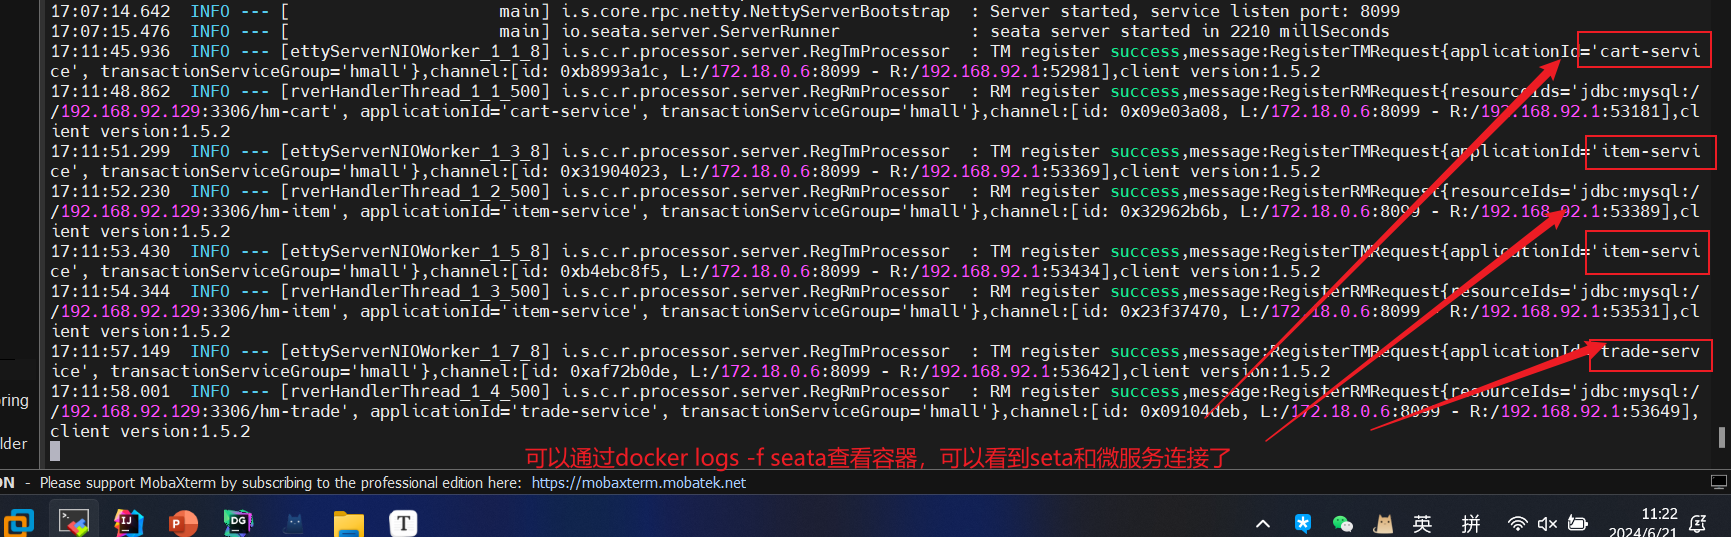 17:07:14.642  INFO --- [                     main] i.s.core.rpc.netty.NettyServerBootstrap  : Server started, service listen port: 8099
17:07:15.476  INFO --- [                     main] io.seata.server.ServerRunner             : seata server started in 2210 millSeconds
17:11:45.936  INFO --- [ettyServerNIOWorker_1_1_8] i.s.c.r.processor.server.RegTmProcessor  : TM register success,message:RegisterTMRequest{applicationId='cart-servi
ce', transactionServiceGroup='hmall'},channel:[id: 0xb8993a1c, L:/172.18.0.6:8099 - R:/192.168.92.1:52981],client version:1.5.2
17:11:48.862  INFO --- [rverHandlerThread_1_1_500] i.s.c.r.processor.server.RegRmProcessor  : RM register success,message:RegisterRMRequest{resourceIds='jdbc:mysql:/
/192.168.92.129:3306/hm-cart', applicationId='cart-service', transactionServiceGroup='hmall'},channel:[id: 0x09e03a08, L:/172.18.0.6:8099 - R:/192.168.92.1:53181],cl
ient version:1.5.2
17:11:51.299  INFO --- [ettyServerNIOWorker_1_3_8] i.s.c.r.processor.server.RegTmProcessor  : TM register success,message:RegisterTMRequest{applicationId='item-servi
ce', transactionServiceGroup='hmall'},channel:[id: 0x31904023, L:/172.18.0.6:8099 - R:/192.168.92.1:53369],client version:1.5.2
17:11:52.230  INFO --- [rverHandlerThread_1_2_500] i.s.c.r.processor.server.RegRmProcessor  : RM register success,message:RegisterRMRequest{resourceIds='jdbc:mysql:/
/192.168.92.129:3306/hm-item', applicationId='item-service', transactionServiceGroup='hmall'},channel:[id: 0x32962b6b, L:/172.18.0.6:8099 - R:/192.168.92.1:53389],cl
ient version:1.5.2
17:11:53.430  INFO --- [ettyServerNIOWorker_1_5_8] i.s.c.r.processor.server.RegTmProcessor  : TM register success,message:RegisterTMRequest{applicationId='item-servi
ce', transactionServiceGroup='hmall'},channel:[id: 0xb4ebc8f5, L:/172.18.0.6:8099 - R:/192.168.92.1:53434],client version:1.5.2
17:11:54.344  INFO --- [rverHandlerThread_1_3_500] i.s.c.r.processor.server.RegRmProcessor  : RM register success,message:RegisterRMRequest{resourceIds='jdbc:mysql:/
/192.168.92.129:3306/hm-item', applicationId='item-service', transactionServiceGroup='hmall'},channel:[id: 0x23f37470, L:/172.18.0.6:8099 - R:/192.168.92.1:53531],cl
ient version:1.5.2
17:11:57.149  INFO --- [ettyServerNIOWorker_1_7_8] i.s.c.r.processor.server.RegTmProcessor  : TM register success,message:RegisterTMRequest{applicationId='trade-serv
ice', transactionServiceGroup='hmall'},channel:[id: 0xaf72b0de, L:/172.18.0.6:8099 - R:/192.168.92.1:53642],client version:1.5.2
17:11:58.001  INFO --- [rverHandlerThread_1_4_500] i.s.c.r.processor.server.RegRmProcessor  : RM register success,message:RegisterRMRequest{resourceIds='jdbc:mysql:/
/192.168.92.129:3306/hm-trade', applicationId='trade-service', transactionServiceGroup='hmall'},channel:[id: 0x09104deb, L:/172.18.0.6:8099 - R:/192.168.92.1:53649],
client version:1.5.2
oring
lder
可以通过docker logs -f seata查看容器，可以看到seta和微服务连接了
ON - Please support MobaXterm by subscribing to the professional edition here: https://mobaxterm.mobatek.net
英 拼 11:22
2024/6/21